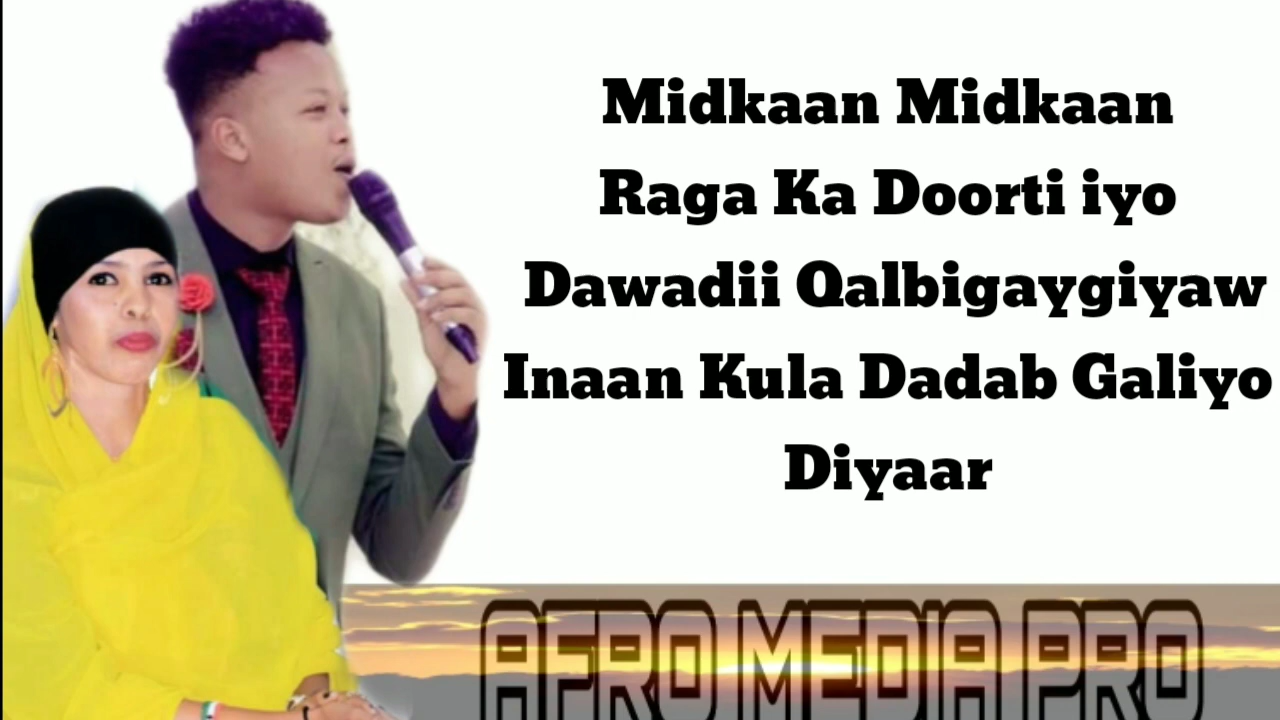 Midkaan Midkaan
Raga Ka Doorti iyo
Dawadii Qalbigaygiyaw
Inaan Kula Dadab Galiyo
Diyaar
AFRO MEDIA PRO